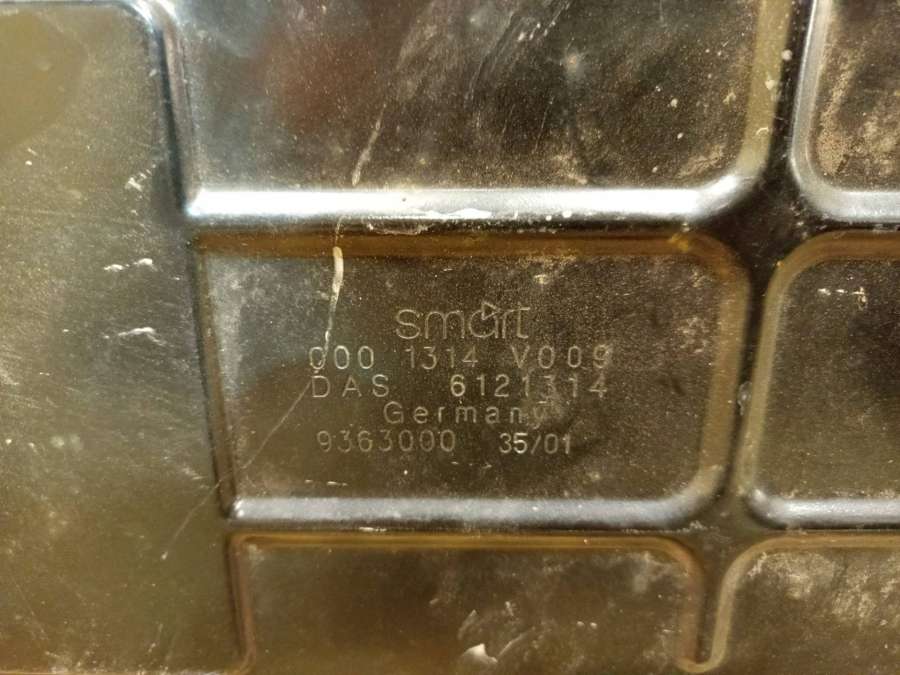 smart
000 1314 V009
DAS 6121314
Germany
9363000 35/01